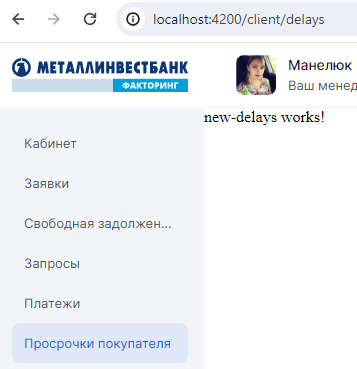 localhost:4200/client/delays
МЕТАЛЛИНВЕСТБАНК
ФАКТОРИНГ
Манелюк
Ваш менед
new-delays works!
Кабинет
Заявки
Свободная задолжен...
Запросы
Платежи
Просрочки покупателя